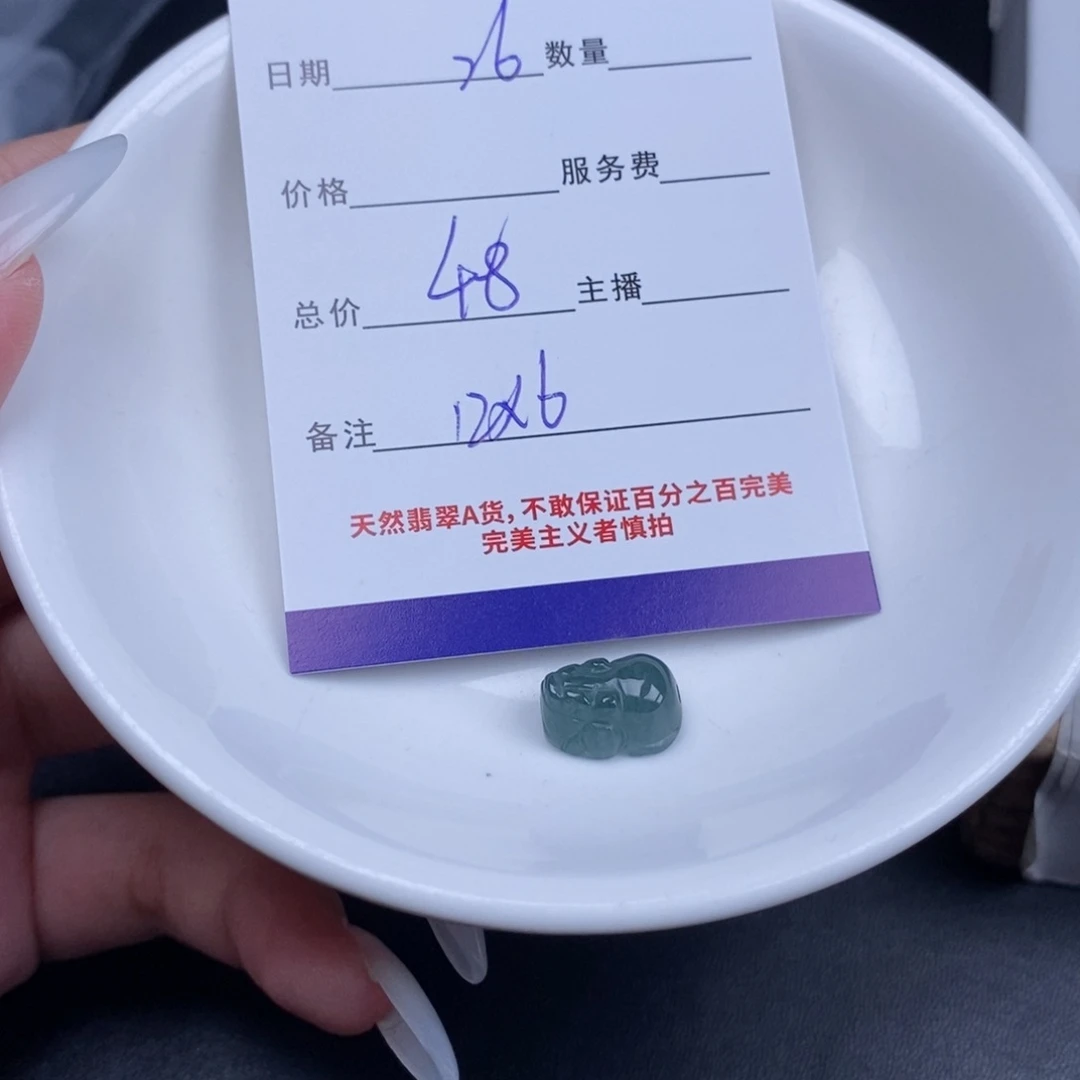 日期 26 数量
价格 服务费
总价 48 主播
备注 12x6
天然翡翠A货,不敢保证百分之百完美
完美主义者慎拍